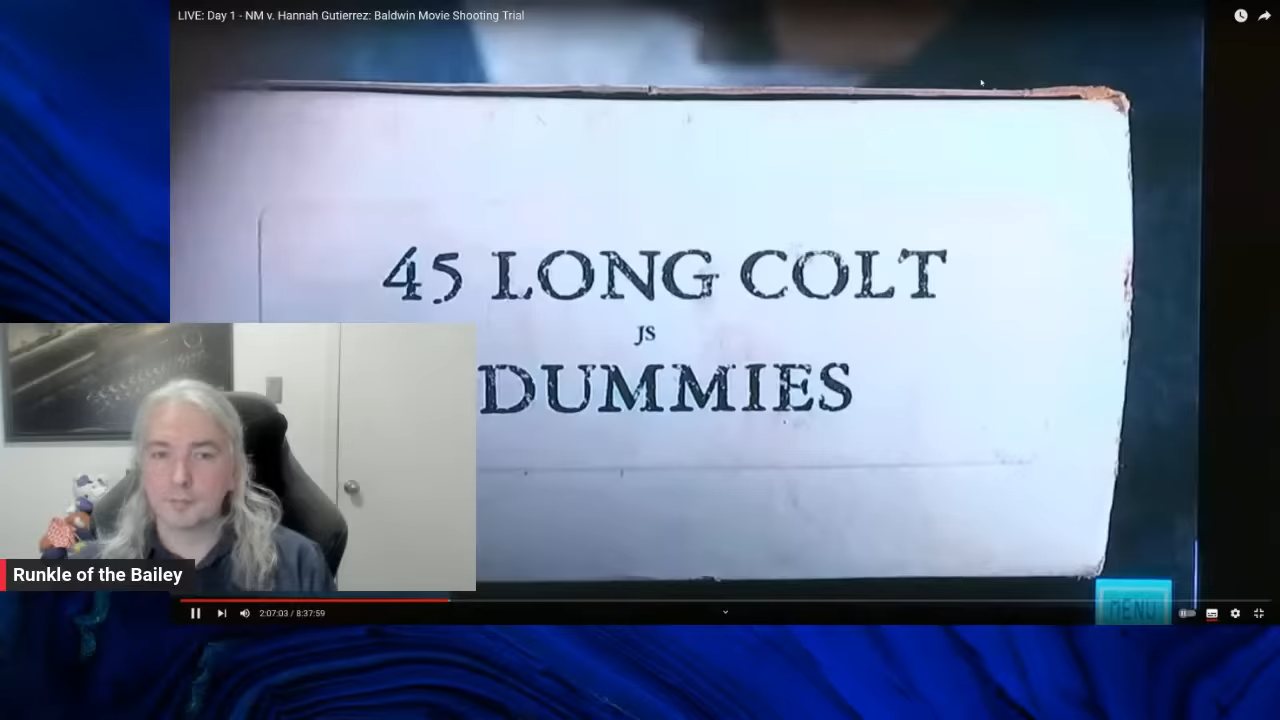 LIVE: Day 1 - NM v. Hannah Gutierrez: Baldwin Movie Shooting Trial
45 LONG COLT
JS
DUMMIES
Runkle of the Bailey
2:07:03 / 8:37:59
MENU